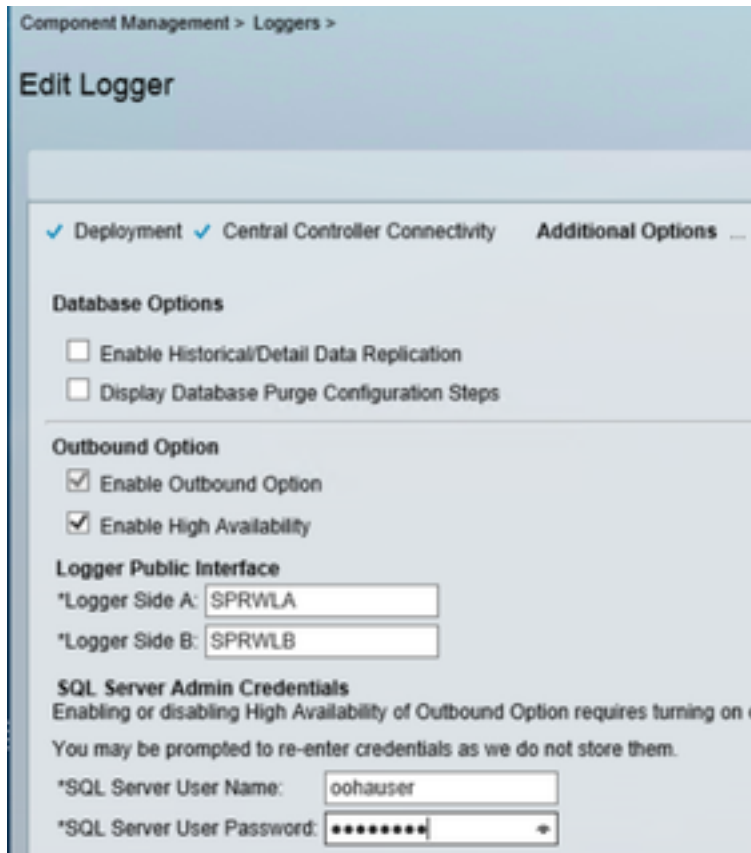 Component Management > Loggers >
Edit Logger
Deployment Central Controller Connectivity Additional Options ...
Database Options
Enable Historical/Detail Data Replication
Display Database Purge Configuration Steps
Outbound Option
Enable Outbound Option
Enable High Availability
Logger Public Interface
*Logger Side A: SPRWLA
*Logger Side B: SPRWLB
SQL Server Admin Credentials
Enabling or disabling High Availability of Outbound Option requires turning on
You may be prompted to re-enter credentials as we do not store them.
*SQL Server User Name: oohauser
*SQL Server User Password: ••••••••